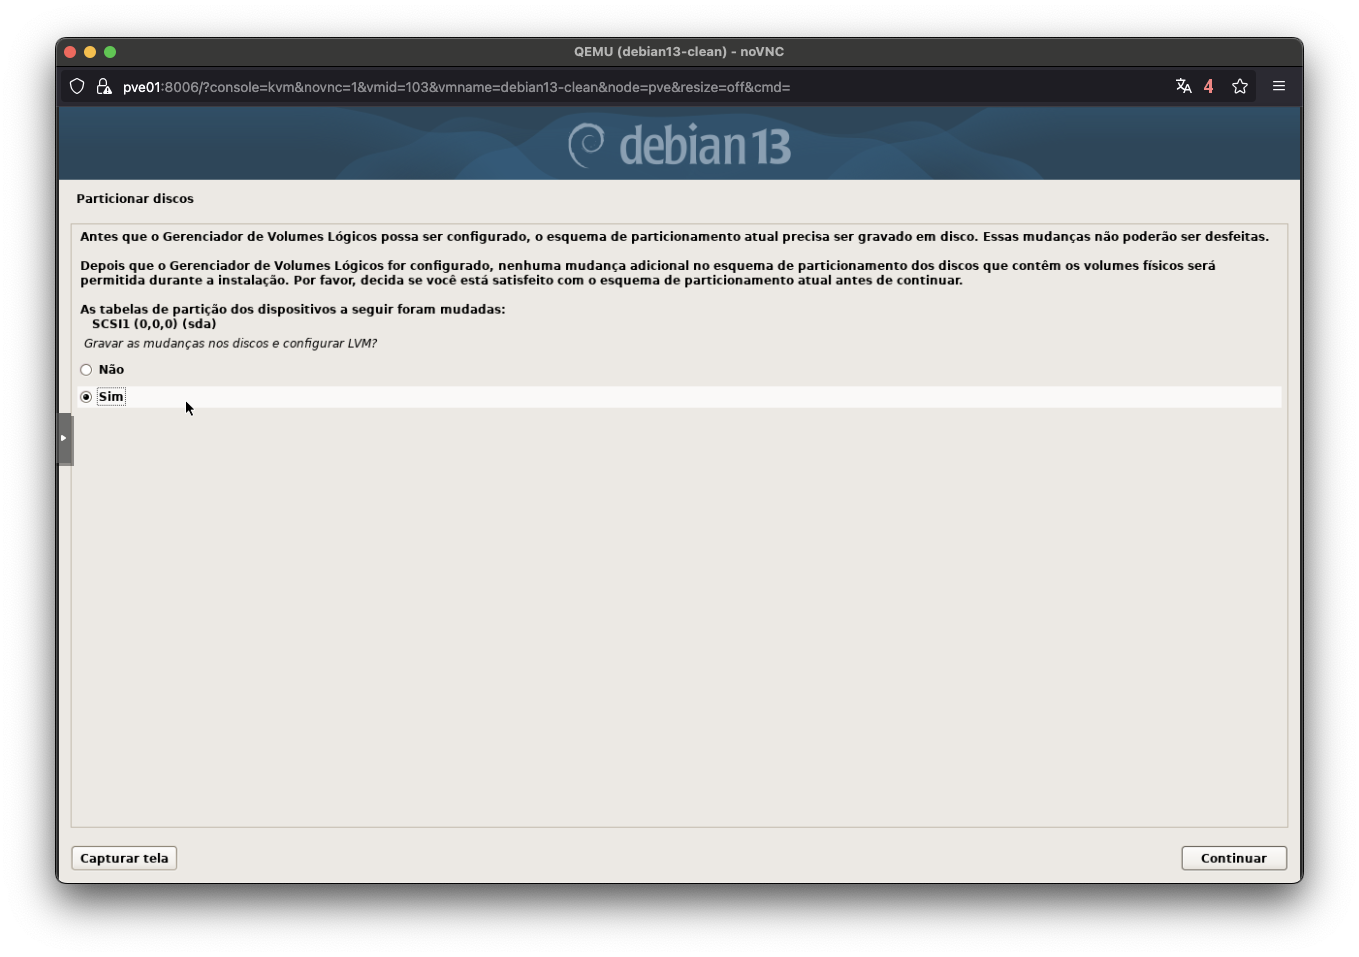 QEMU (debian13-clean) - noVNC
pve01:8006/?console=kvm&novnc=1&vmid=103&vmname=debian13-clean&node=pve&resize=off&cmd=
4
debian 13
Particionar discos
Antes que o Gerenciador de Volumes Lógicos possa ser configurado, o esquema de particionamento atual precisa ser gravado em disco. Essas mudanças não poderão ser desfeitas.
Depois que o Gerenciador de Volumes Lógicos for configurado, nenhuma mudança adicional no esquema de particionamento dos discos que contêm os volumes físicos será
permitida durante a instalação. Por favor, decida se você está satisfeito com o esquema de particionamento atual antes de continuar.
As tabelas de partição dos dispositivos a seguir foram mudadas:
SCSI1 (0,0,0) (sda)
Gravar as mudanças nos discos e configurar LVM?
Não
Sim
Capturar tela
Continuar